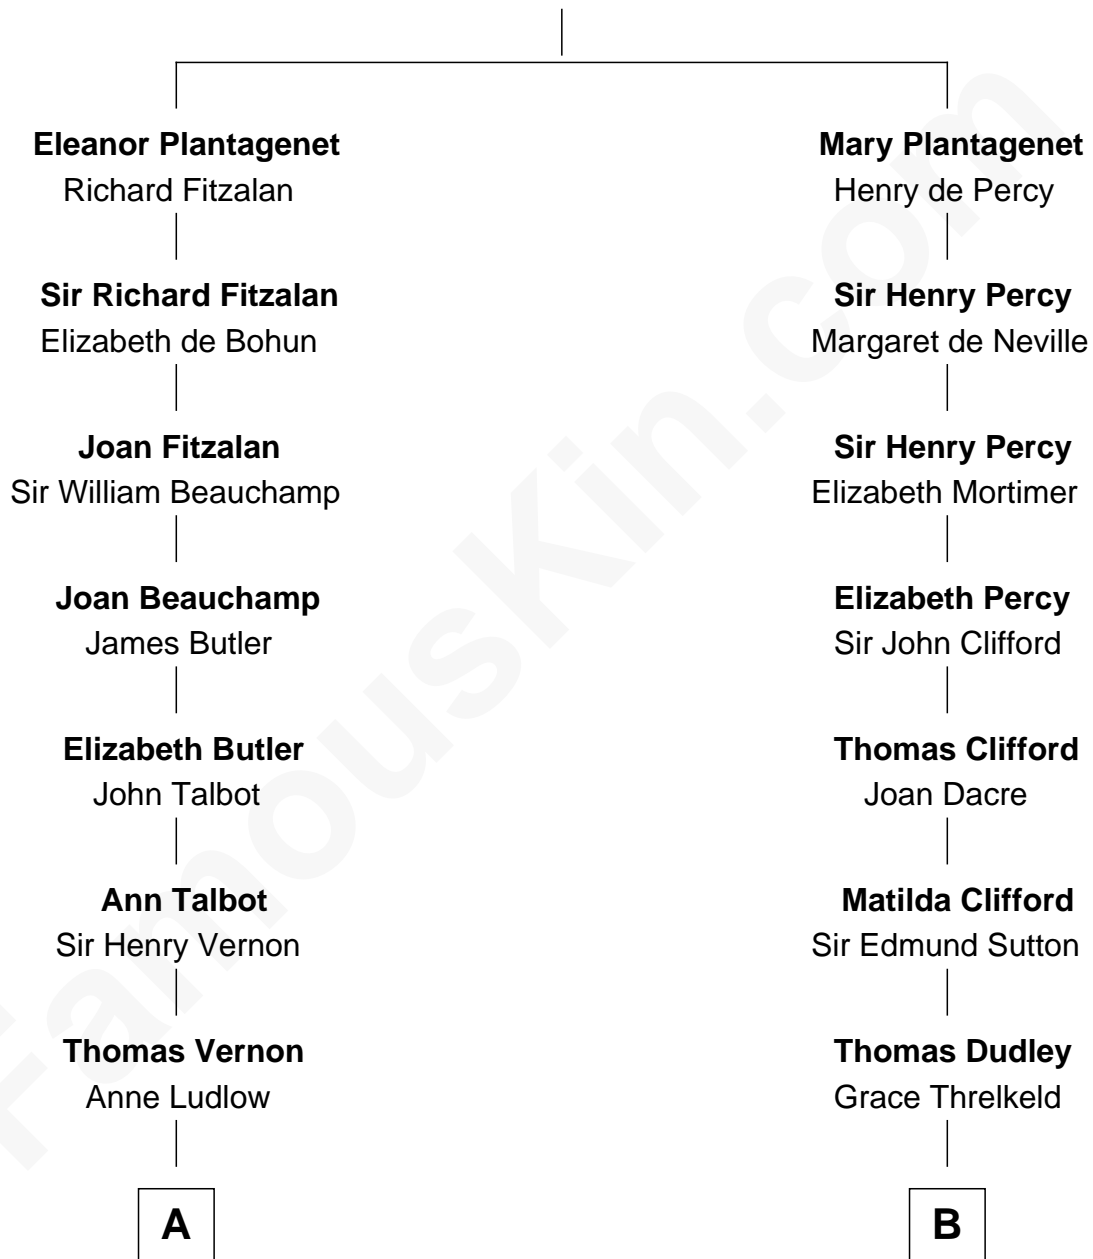 Eleanor Plantagenet
Richard Fitzalan
Sir Richard Fitzalan
Elizabeth de Bohun
Joan Fitzalan
Sir William Beauchamp
Joan Beauchamp
James Butler
Elizabeth Butler
John Talbot
Ann Talbot
Sir Henry Vernon
Thomas Vernon
Anne Ludlow
A
Mary Plantagenet
Henry de Percy
Sir Henry Percy
Margaret de Neville
Sir Henry Percy
Elizabeth Mortimer
Elizabeth Percy
Sir John Clifford
Thomas Clifford
Joan Dacre
Matilda Clifford
Sir Edmund Sutton
Thomas Dudley
Grace Threlkeld
B
FamousKin.com